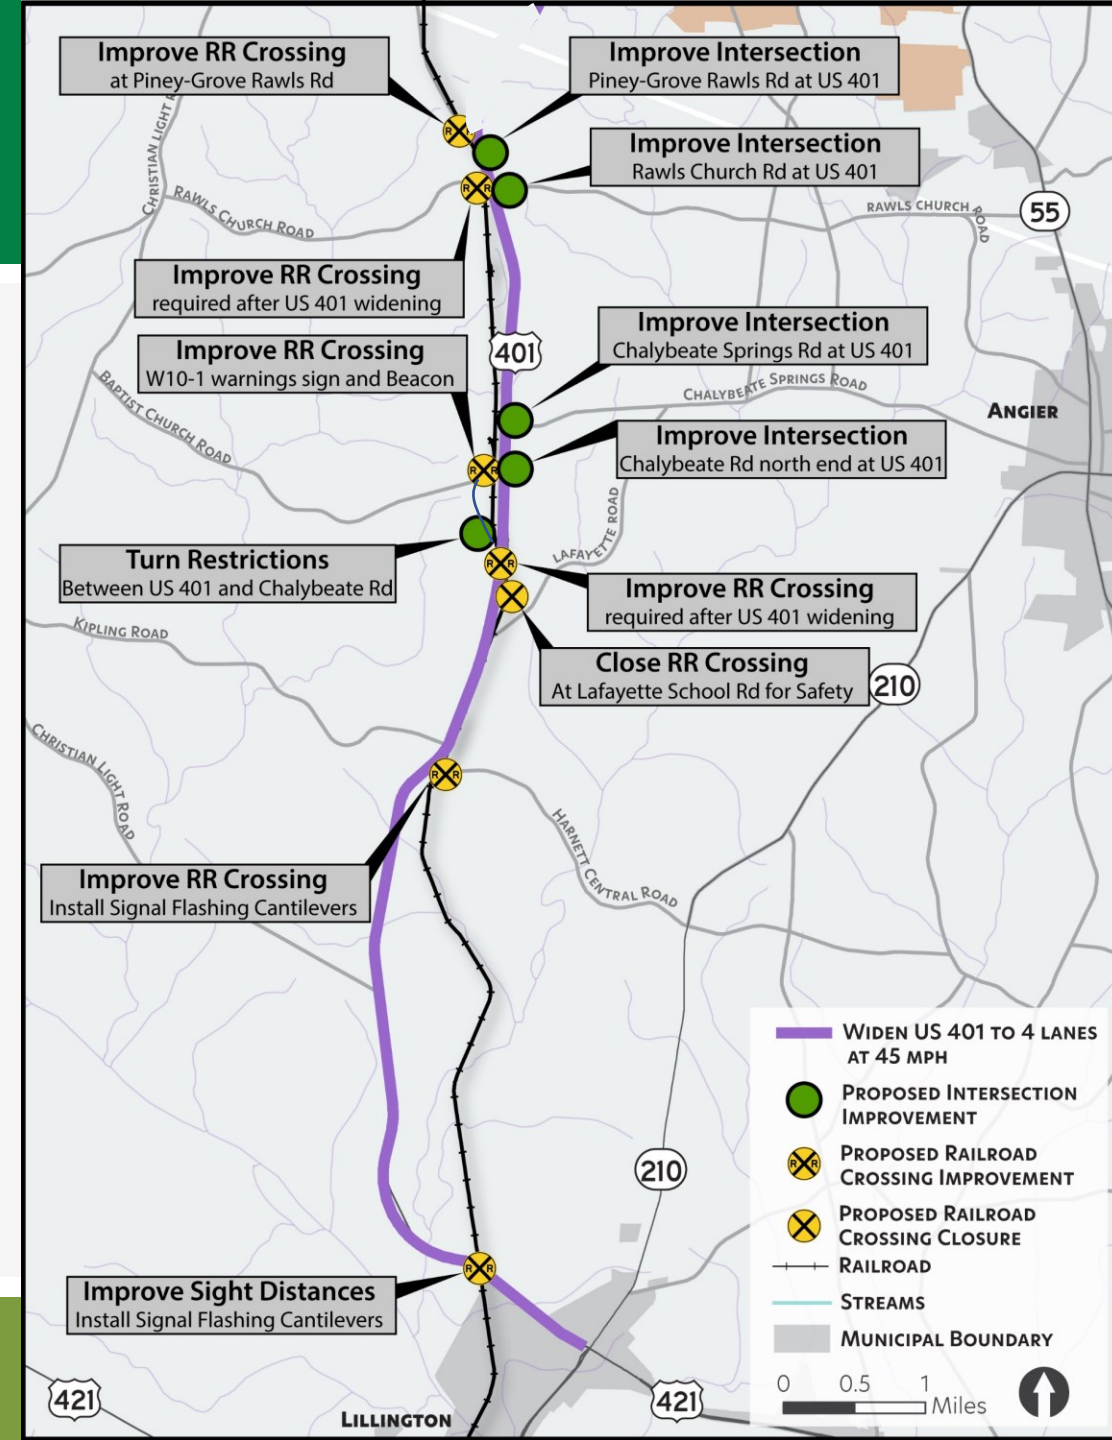 Improve RR Crossing
at Piney-Grove Rawls Rd
Improve Intersection
Piney-Grove Rawls Rd at US 401
Improve Intersection
Rawls Church Rd at US 401
CHRISTIAN LIGHT R
RAWLS CHURCH ROAD
RAWLS CHURCH ROAD
55
R R
R R
Improve RR Crossing
required after US 401 widening
Improve Intersection
Chalybeate Springs Rd at US 401
401
Improve RR Crossing
W10-1 warnings sign and Beacon
CHALYBEATE SPRINGS ROAD
BAPTIST CHURCH ROAD
ANGIER
Improve Intersection
Chalybeate Rd north end at US 401
R R
LAFAYETTE ROAD
Turn Restrictions
Between US 401 and Chalybeate Rd
R R
Improve RR Crossing
required after US 401 widening
KIPLING ROAD
Close RR Crossing
At Lafayette School Rd for Safety
210
CHRISTIAN LIGHT ROAD
R R
HARNETT CENTRAL ROAD
Improve RR Crossing
Install Signal Flashing Cantilevers
WIDEN US 401 TO 4 LANES
AT 45 MPH
PROPOSED INTERSECTION
IMPROVEMENT
R R
PROPOSED RAILROAD
CROSSING IMPROVEMENT
PROPOSED RAILROAD
CROSSING CLOSURE
RAILROAD
STREAMS
MUNICIPAL BOUNDARY
0 0.5 1
Miles
210
R R
Improve Sight Distances
Install Signal Flashing Cantilevers
421
LILLINGTON
421